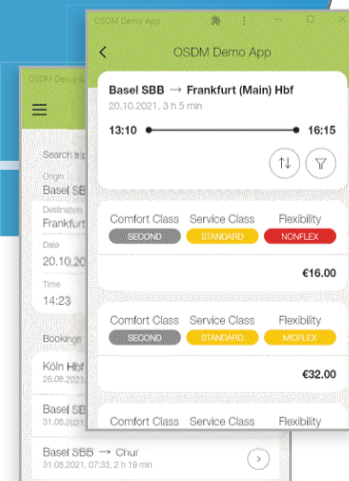 OSDM Demo App
OSDM Demo App
Basel SBB → Frankfurt (Main) Hbf
20.10.2021, 3 h 5 min
13:10 16:15
Comfort Class Service Class Flexibility
SECOND STANDARD NONFLEX
€16.00
Comfort Class Service Class Flexibility
SECOND STANDARD MIDFLEX
€32.00
Comfort Class Service Class Flexibility
OSDM Demo
Search trip
Origin
Basel SB
Destination
Frankfurt
Date
20.10.20
Time
14:23
Bookings
Köln Hbf
26.08.2021
Basel SB
31.08.2021
Basel SBB → Chur
31.08.2021, 07:33, 2 h 19 min